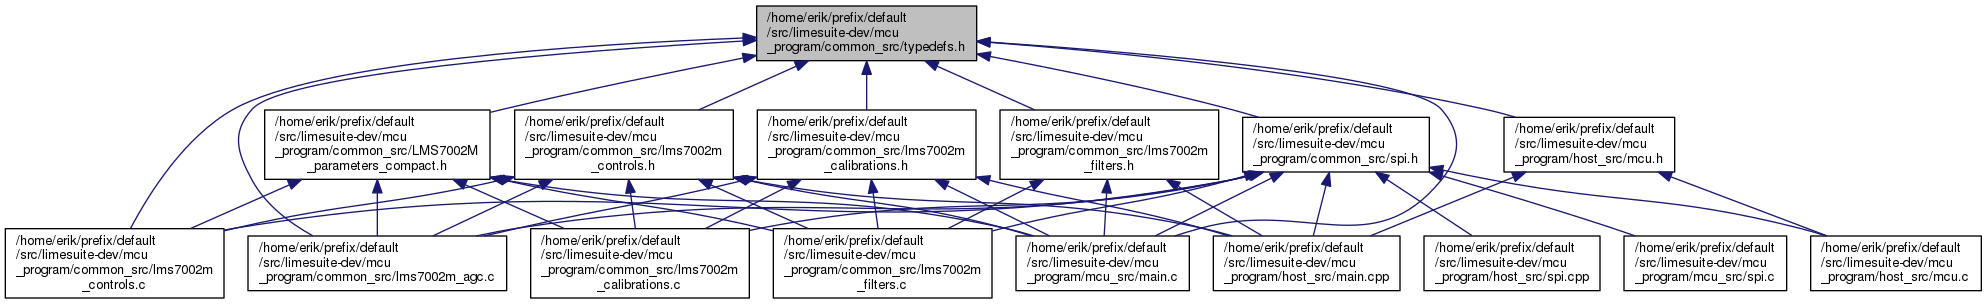 /home/erik/prefix/default
/src/limesuite-dev/mcu
_program/common_src/typedefs.h
/home/erik/prefix/default
/src/limesuite-dev/mcu
_program/common_src/LMS7002M
_parameters_compact.h
/home/erik/prefix/default
/src/limesuite-dev/mcu
_program/common_src/lms7002m
_controls.h
/home/erik/prefix/default
/src/limesuite-dev/mcu
_program/common_src/lms7002m
_calibrations.h
/home/erik/prefix/default
/src/limesuite-dev/mcu
_program/common_src/lms7002m
_filters.h
/home/erik/prefix/default
/src/limesuite-dev/mcu
_program/common_src/spi.h
/home/erik/prefix/default
/src/limesuite-dev/mcu
_program/host_src/mcu.h
/home/erik/prefix/default
/src/limesuite-dev/mcu
_program/common_src/lms7002m
_controls.c
/home/erik/prefix/default
/src/limesuite-dev/mcu
_program/common_src/lms7002m_agc.c
/home/erik/prefix/default
/src/limesuite-dev/mcu
_program/common_src/lms7002m
_calibrations.c
/home/erik/prefix/default
/src/limesuite-dev/mcu
_program/common_src/lms7002m
_filters.c
/home/erik/prefix/default
/src/limesuite-dev/mcu
_program/mcu_src/main.c
/home/erik/prefix/default
/src/limesuite-dev/mcu
_program/host_src/main.cpp
/home/erik/prefix/default
/src/limesuite-dev/mcu
_program/host_src/spi.cpp
/home/erik/prefix/default
/src/limesuite-dev/mcu
_program/mcu_src/spi.c
/home/erik/prefix/default
/src/limesuite-dev/mcu
_program/host_src/mcu.c